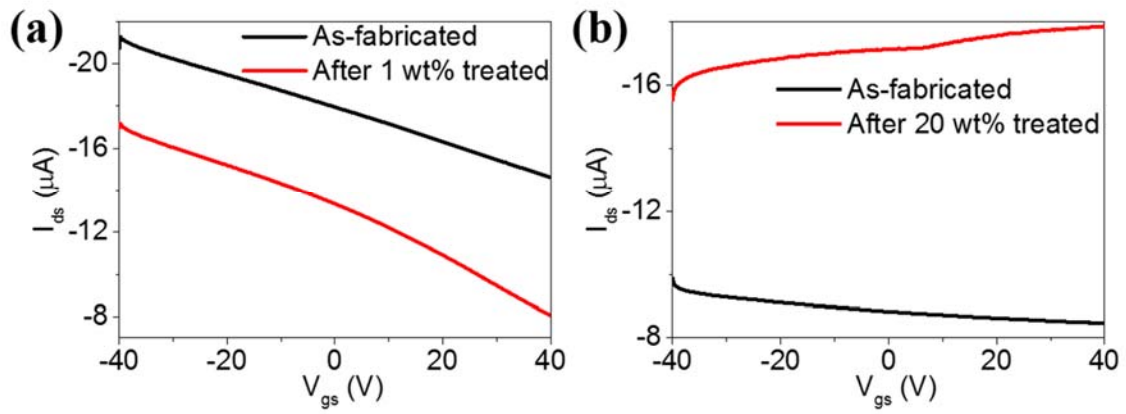 (a)
As-fabricated
After 1 wt% treated
-20
-16
-12
-8
I_ds (μA)
-40 -20 0 20 40
V_gs (V)
(b)
As-fabricated
After 20 wt% treated
-16
-12
-8
I_ds (μA)
-40 -20 0 20 40
V_gs (V)